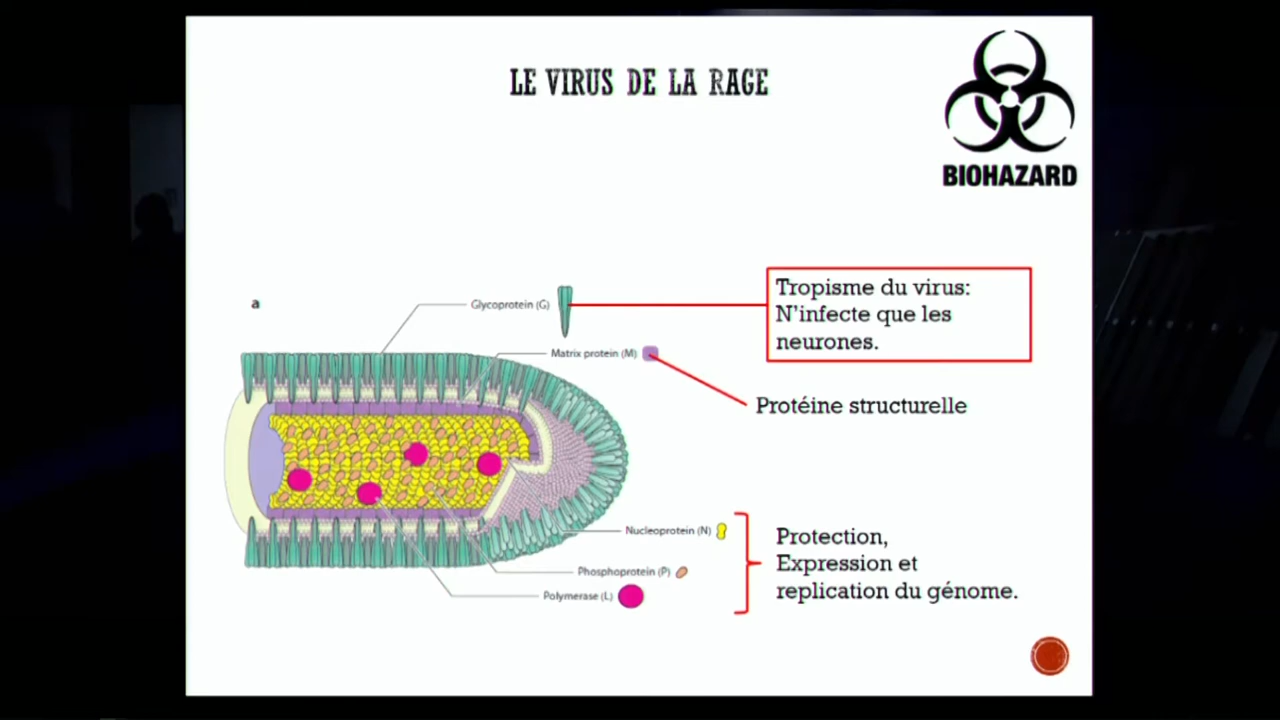 LE VIRUS DE LA RAGE
BIOHAZARD
a
Glycoprotein (G)
Tropisme du virus:
N'infecte que les
neurones.
Matrix protein (M)
Protéine structurelle
Nucleoprotein (N)
Phosphoprotein (P)
Polymerase (L)
Protection,
Expression et
replication du génome.